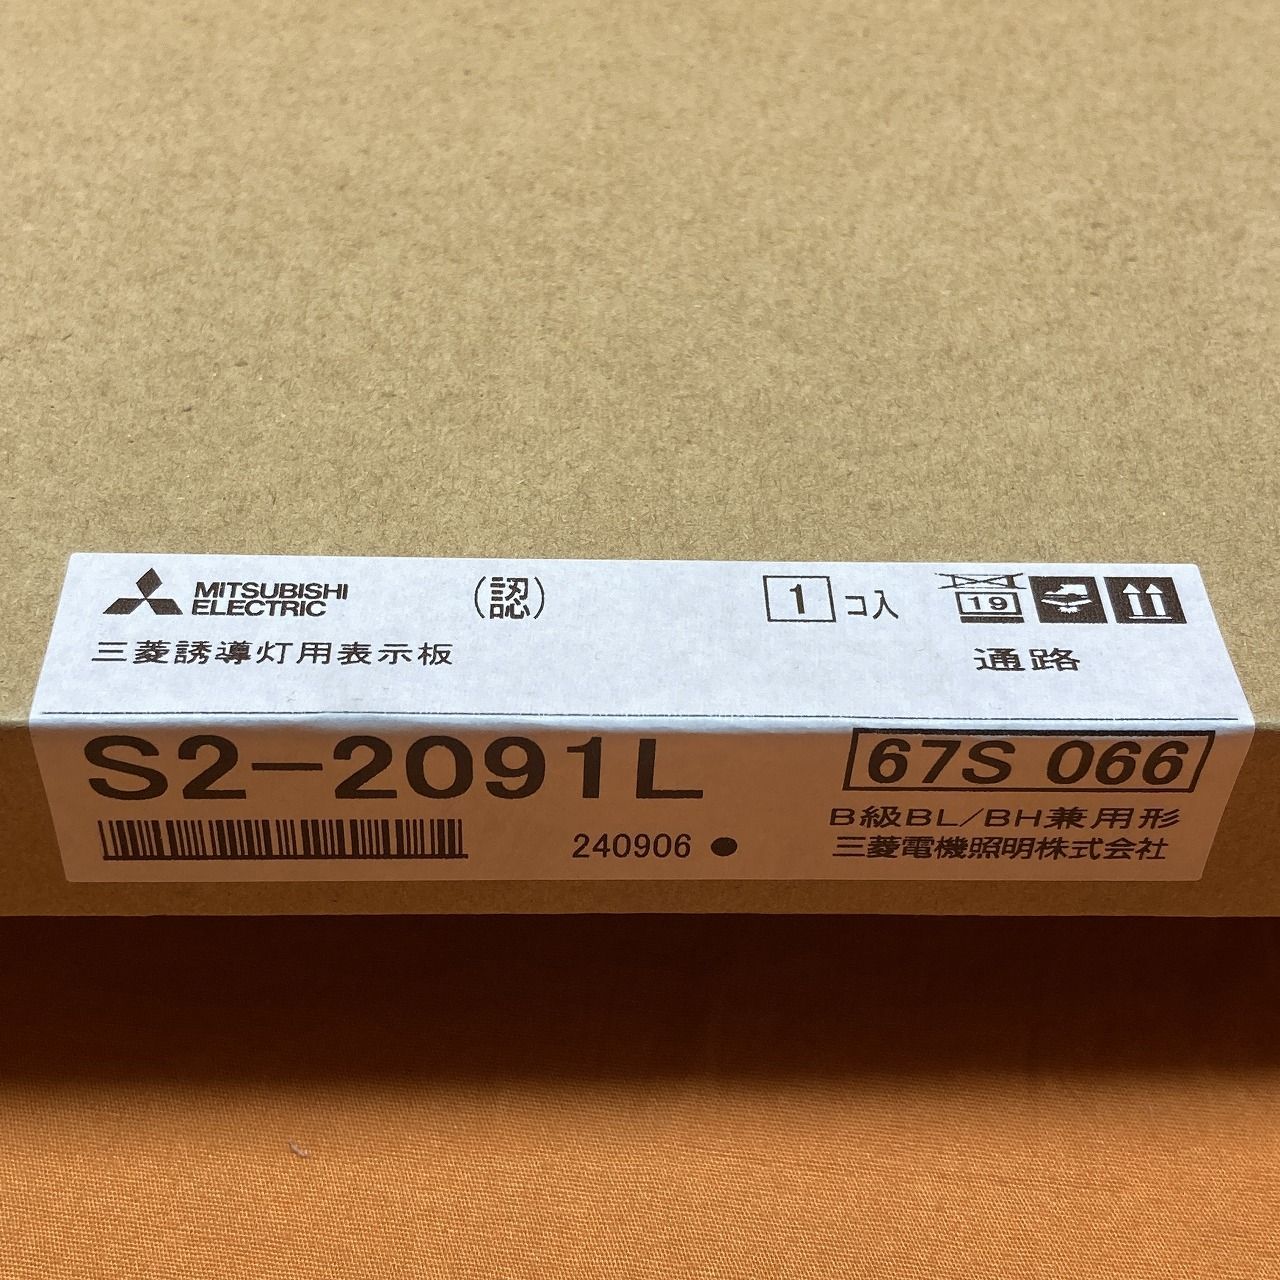 MITSUBISHI
ELECTRIC
(認)
1 コ入
19
三菱誘導灯用表示板
通路
S2-2091L
67S 066
B級BL/BH兼用形
240906 ●
三菱電機照明株式会社